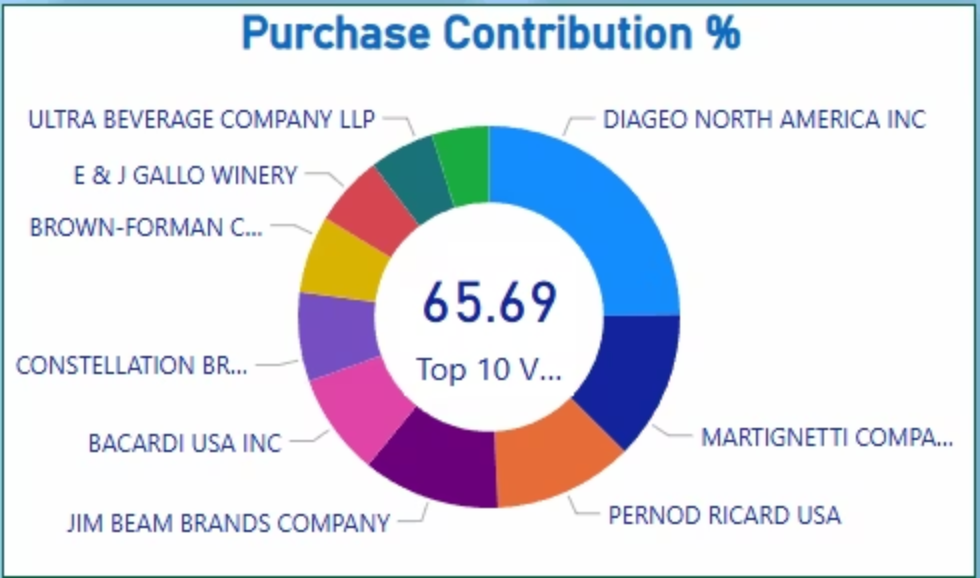 Purchase Contribution %
ULTRA BEVERAGE COMPANY LLP
DIAGEO NORTH AMERICA INC
E & J GALLO WINERY
BROWN-FORMAN C...
65.69
Top 10 V...
CONSTELLATION BR...
BACARDI USA INC
MARTIGNETTI COMPA...
JIM BEAM BRANDS COMPANY
PERNOD RICARD USA